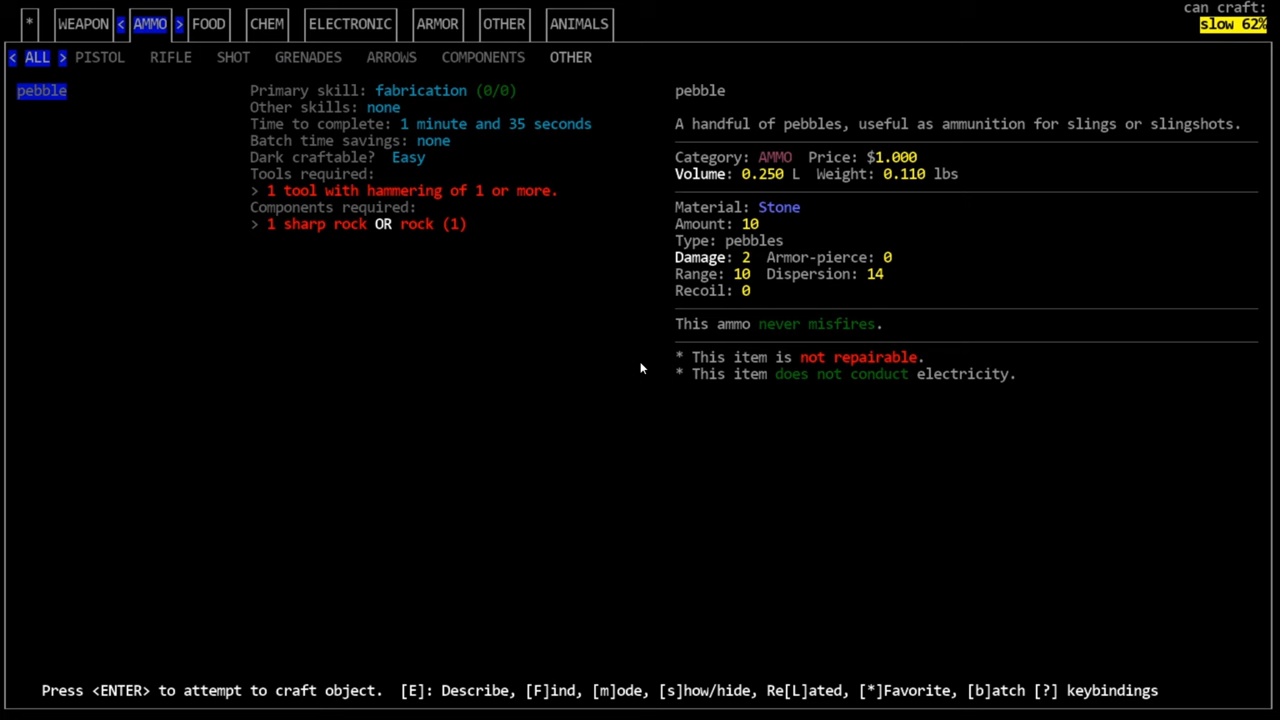 can craft:
* WEAPON < AMMO > FOOD CHEM ELECTRONIC ARMOR OTHER ANIMALS slow 62%
< ALL > PISTOL RIFLE SHOT GRENADES ARROWS COMPONENTS OTHER
pebble
Primary skill: fabrication (0/0)
Other skills: none
Time to complete: 1 minute and 35 seconds
Batch time savings: none
Dark craftable? Easy
Tools required:
> 1 tool with hammering of 1 or more.
Components required:
> 1 sharp rock OR rock (1)
pebble
A handful of pebbles, useful as ammunition for slings or slingshots.
Category: AMMO Price: $1.000
Volume: 0.250 L Weight: 0.110 lbs
Material: Stone
Amount: 10
Type: pebbles
Damage: 2 Armor-pierce: 0
Range: 10 Dispersion: 14
Recoil: 0
This ammo never misfires.
* This item is not repairable.
* This item does not conduct electricity.
Press <ENTER> to attempt to craft object. [E]: Describe, [F]ind, [m]ode, [s]how/hide, Re[L]ated, [*]Favorite, [b]atch [?] keybindings